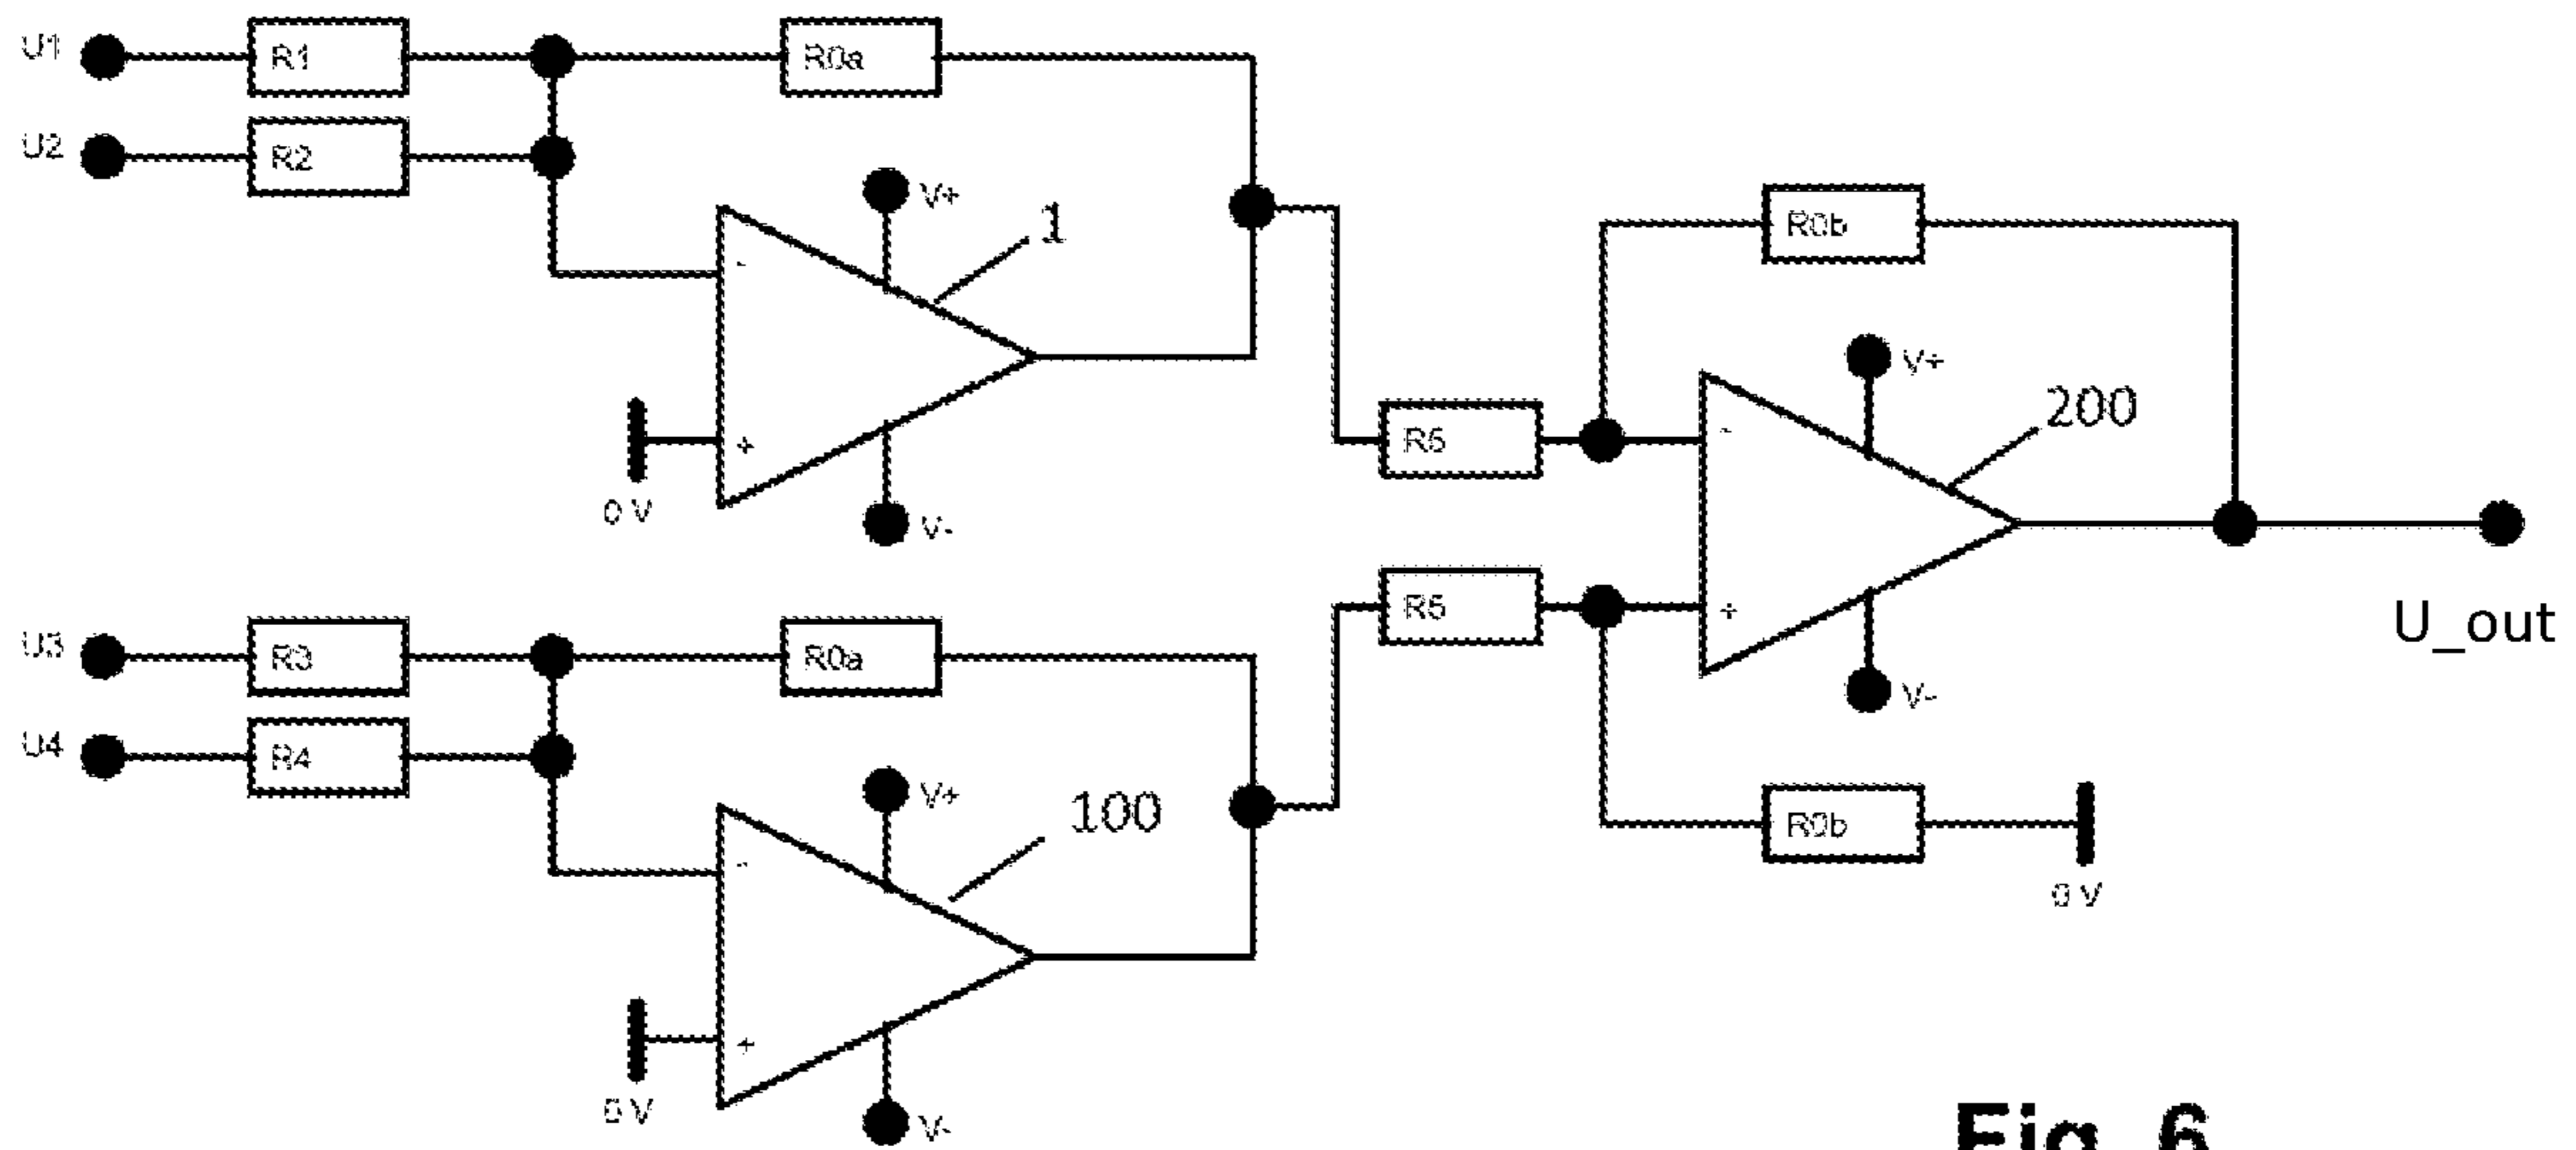 U1
R1
R0a
U2
R2
V+
1
-
+
0 V
V-
R0b
V+
200
R5
-
U_out
R5
+
V-
U3
R3
R0a
U4
R4
V+
100
R0b
0 V
-
+
0 V
V-
Fig. 6